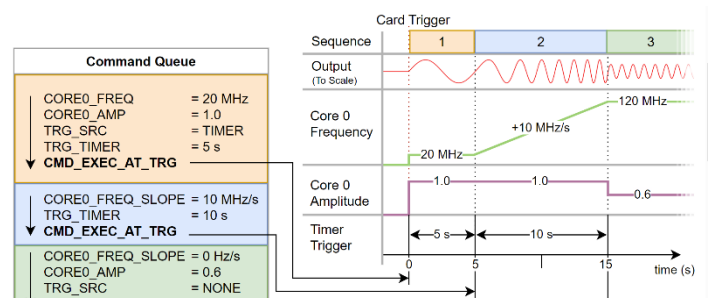 Card Trigger
Command Queue
CORE0_FREQ = 20 MHz
CORE0_AMP = 1.0
TRG_SRC = TIMER
TRG_TIMER = 5 s
CMD_EXEC_AT_TRG
CORE0_FREQ_SLOPE = 10 MHz/s
TRG_TIMER = 10 s
CMD_EXEC_AT_TRG
CORE0_FREQ_SLOPE = 0 Hz/s
CORE0_AMP = 0.6
TRG_SRC = NONE
Sequence 1 2 3
Output
(To Scale)
Core 0
Frequency
20 MHz
+10 MHz/s
120 MHz
Core 0
Amplitude
1.0 1.0 0.6
Timer
Trigger
5 s 10 s
0 5 15 time (s)